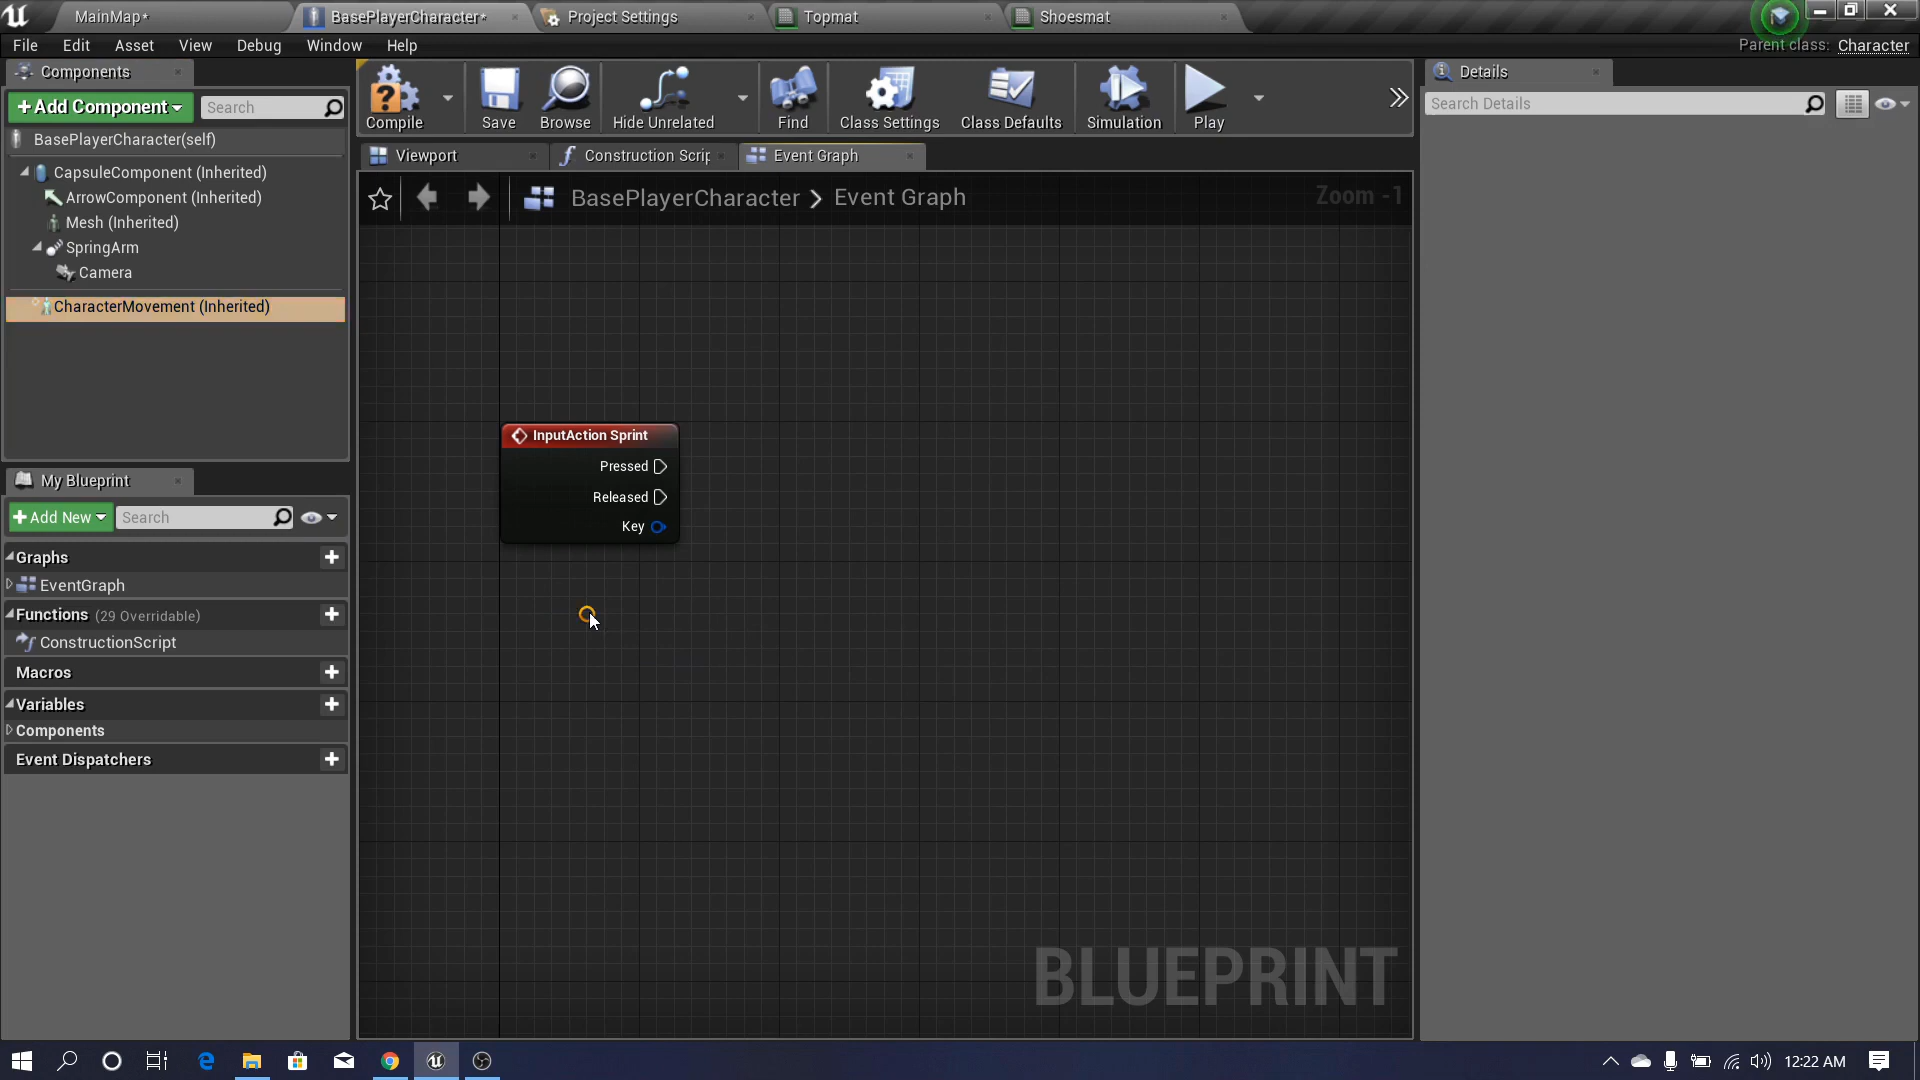 MainMap*
BasePlayerCharacter*
Project Settings
Topmat
Shoesmat
File Edit Asset View Debug Window Help
Parent class: Character
Components
+Add Component
Search
BasePlayerCharacter(self)
CapsuleComponent (Inherited)
ArrowComponent (Inherited)
Mesh (Inherited)
SpringArm
Camera
CharacterMovement (Inherited)
My Blueprint
+Add New
Search
Graphs
EventGraph
Functions (29 Overridable)
ConstructionScript
Macros
Variables
Components
Event Dispatchers
Compile
Save
Browse
Hide Unrelated
Find
Class Settings
Class Defaults
Simulation
Play
Viewport
Construction Scrip
Event Graph
BasePlayerCharacter > Event Graph
Zoom -1
InputAction Sprint
Pressed
Released
Key
BLUEPRINT
Details
Search Details
12:22 AM